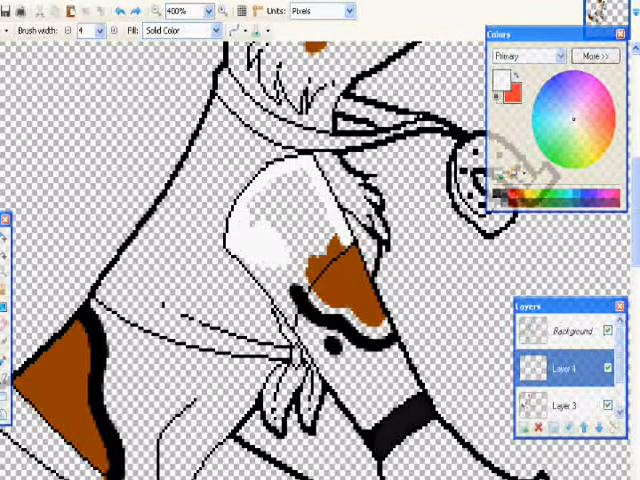 400% Units: Pixels
Brush width: 4 Fill: Solid Color
Colors
Primary More >>
Layers
Background
Layer 4
Layer 3